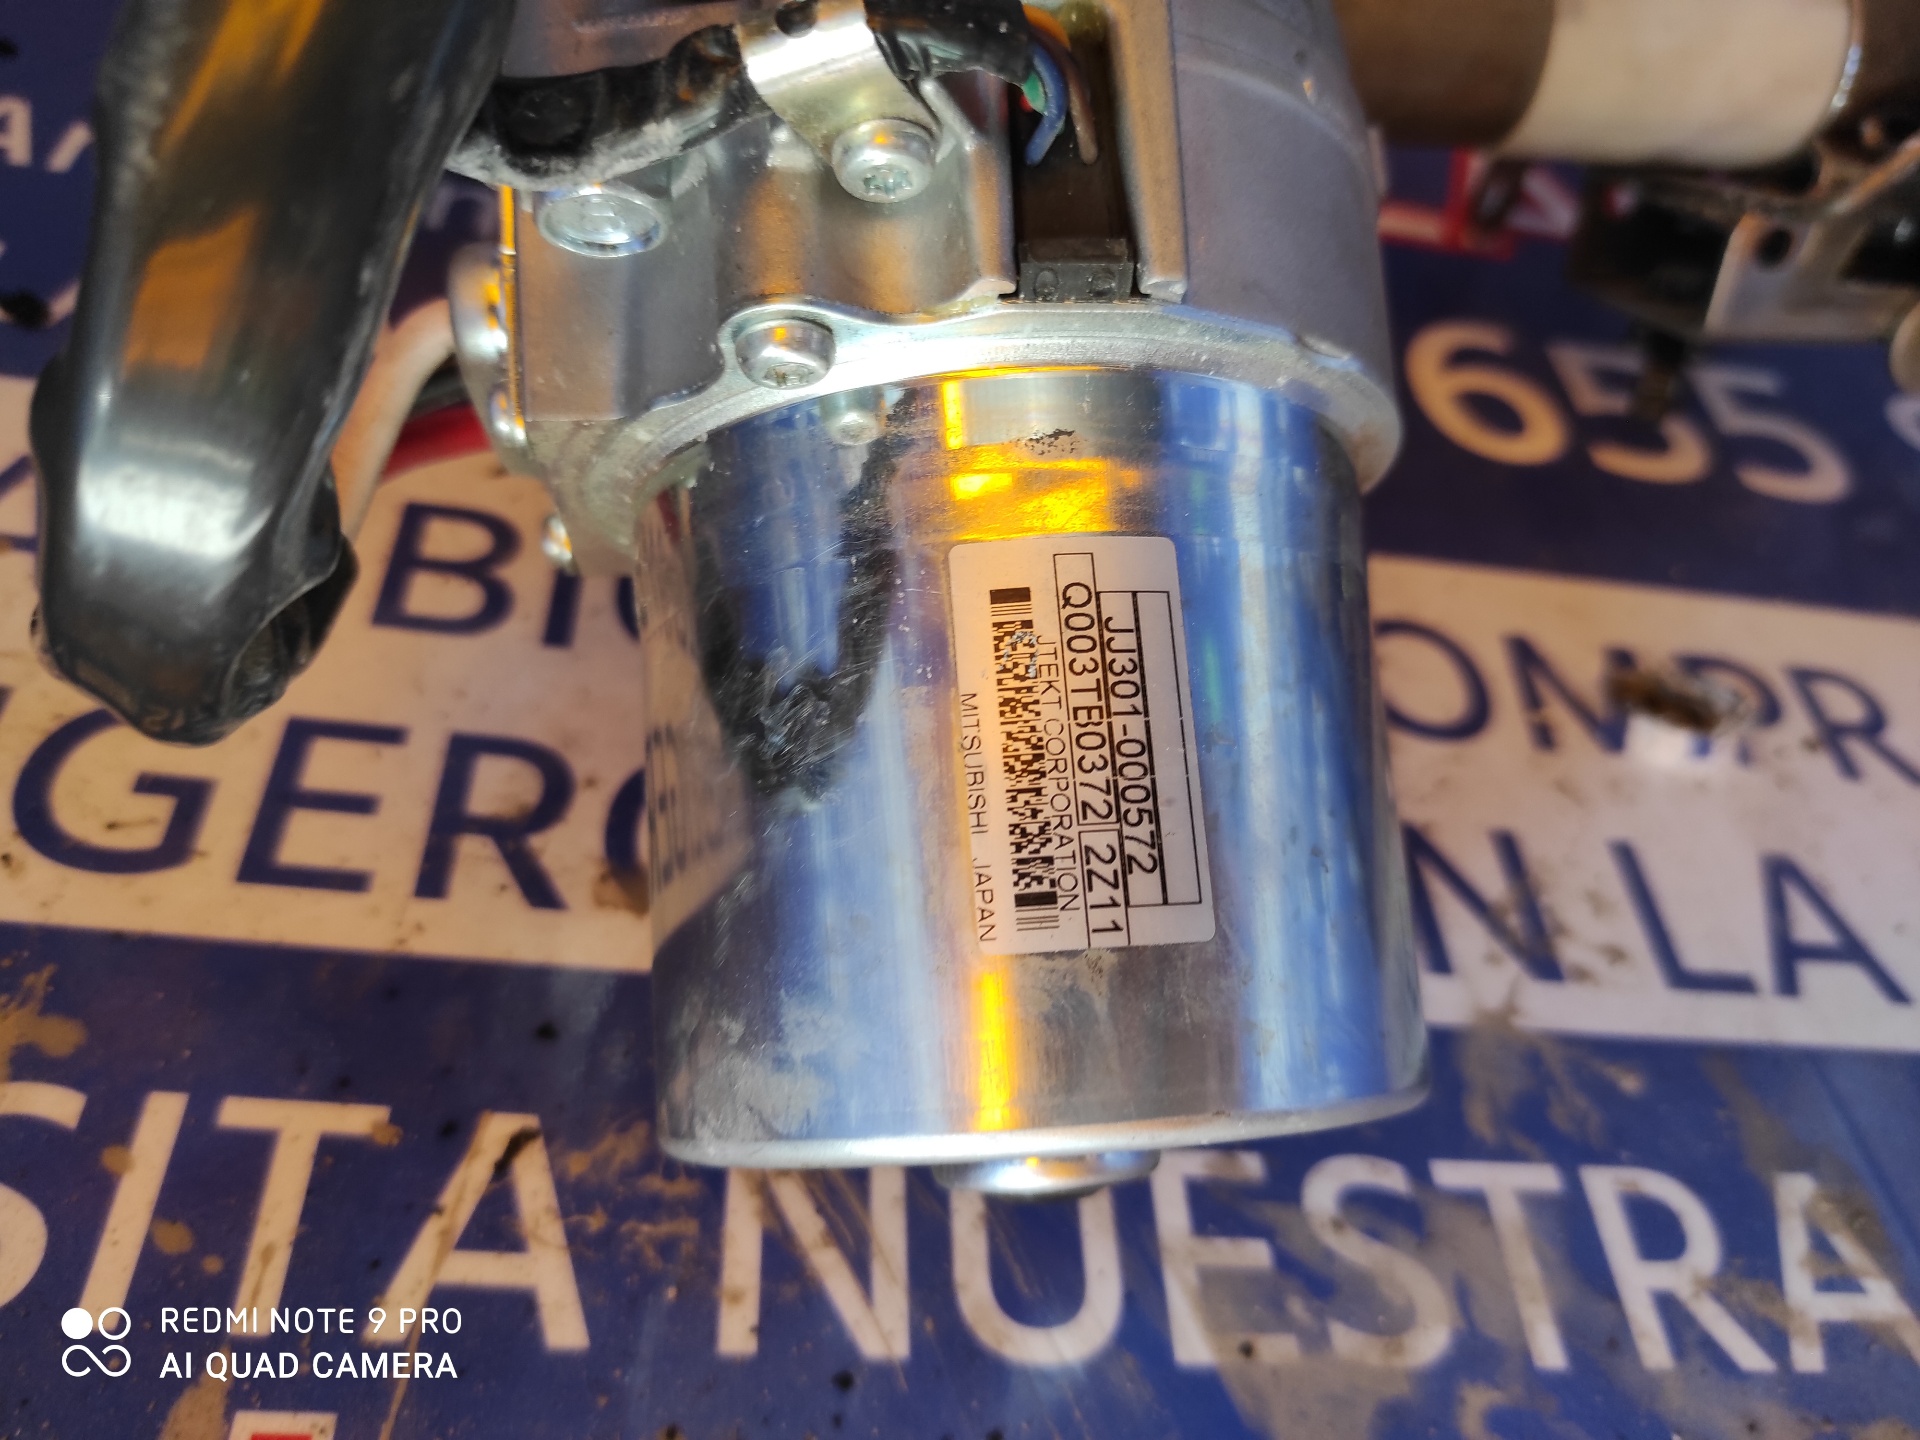 655
BI
COMPR
GERO
N LA
SITA NUESTRA
JJ301-000572
Q003TB0372 2Z11
JTEKT CORPORATION
MITSUBISHI JAPAN
REDMI NOTE 9 PRO
AI QUAD CAMERA